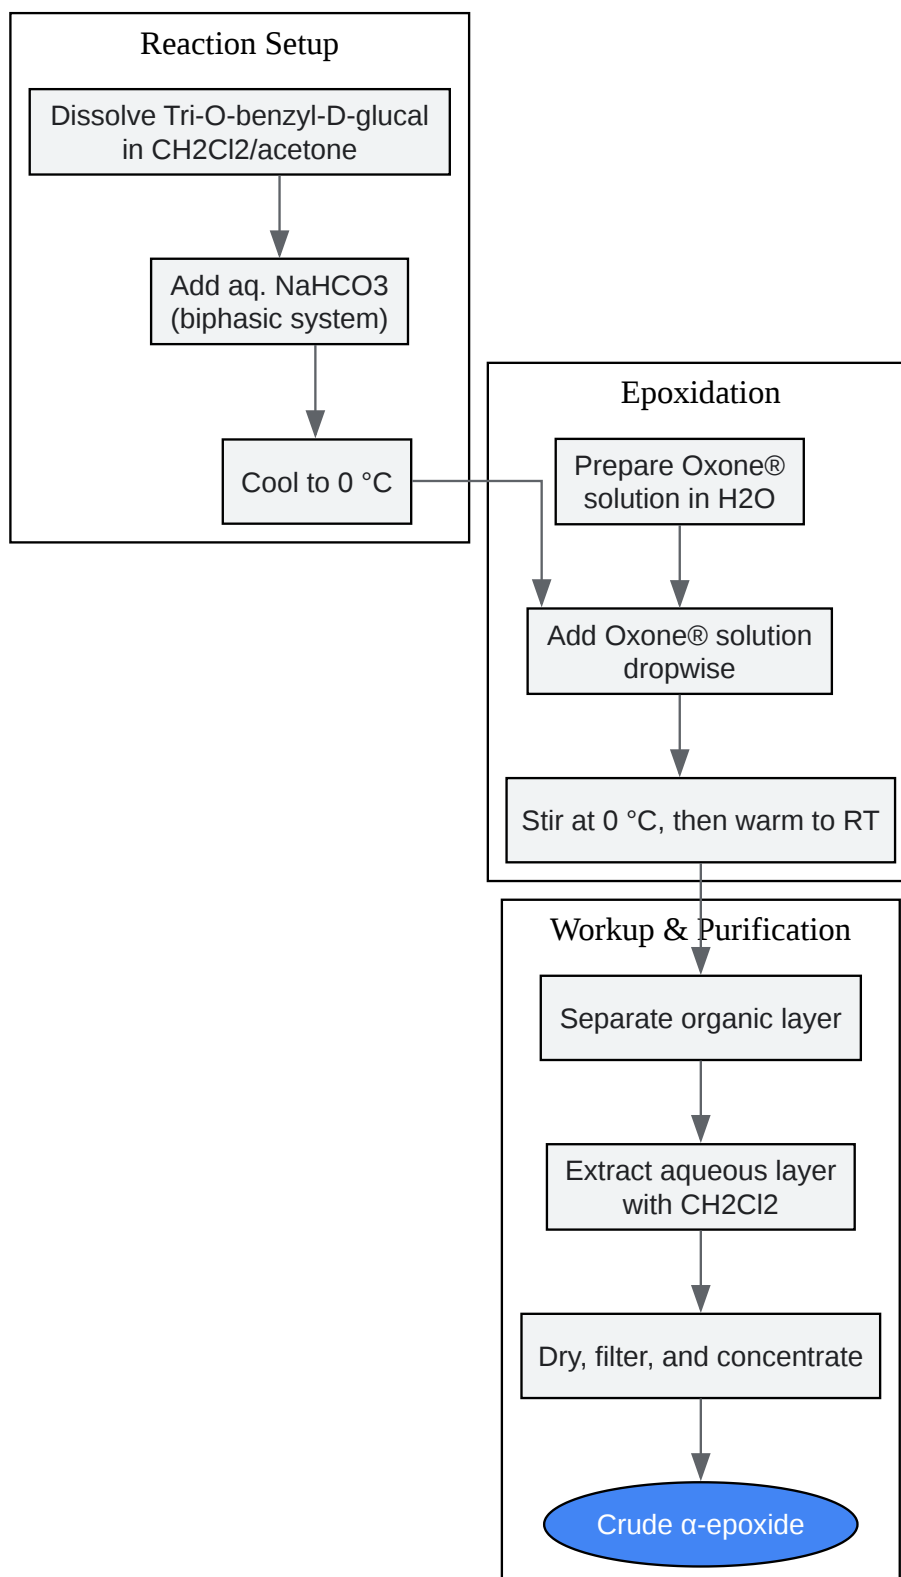 Reaction Setup
Dissolve Tri-O-benzyl-D-glucal
in CH2Cl2/acetone
Add aq. NaHCO3
(biphasic system)
Cool to 0 °C
Epoxidation
Prepare Oxone®
solution in H2O
Add Oxone® solution
dropwise
Stir at 0 °C, then warm to RT
Workup & Purification
Separate organic layer
Extract aqueous layer
with CH2Cl2
Dry, filter, and concentrate
Crude α-epoxide